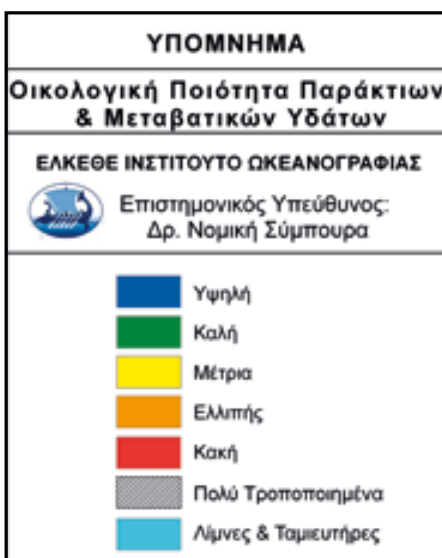 ΥΠΟΜΝΗΜΑ
Οικολογική Ποιότητα Παράκτιων
& Μεταβατικών Υδάτων
ΕΛΚΕΘΕ ΙΝΣΤΙΤΟΥΤΟ ΩΚΕΑΝΟΓΡΑΦΙΑΣ
Επιστημονικός Υπεύθυνος:
Δρ. Νομική Σύμπουρα
Υψηλή
Καλή
Μέτρια
Ελλιπής
Κακή
Πολύ Τροποποιημένα
Λίμνες & Ταμιευτήρες